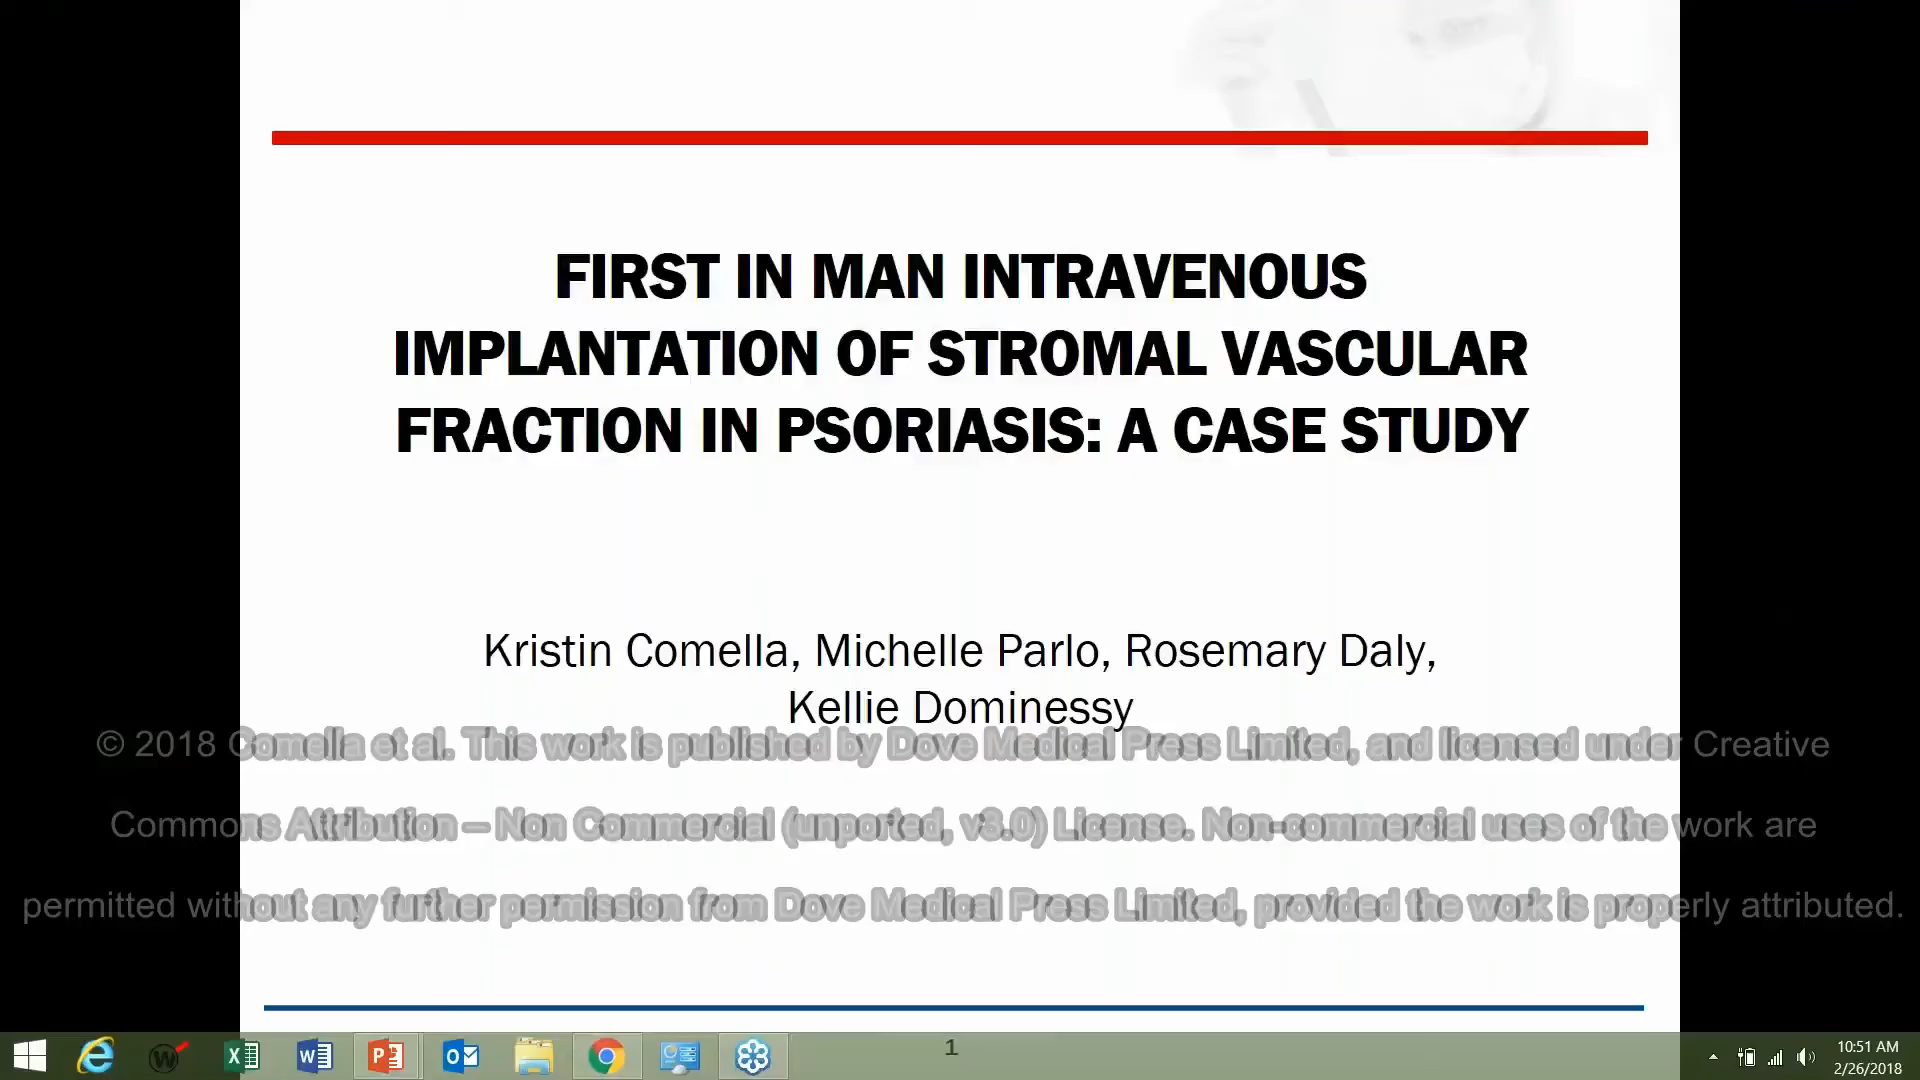 FIRST IN MAN INTRAVENOUS
IMPLANTATION OF STROMAL VASCULAR
FRACTION IN PSORIASIS: A CASE STUDY
Kristin Comella, Michelle Parlo, Rosemary Daly,
Kellie Dominessy
© 2018 Comella et al. This work is published by Dove Medical Press Limited, and licensed under Creative
Commons Attribution – Non Commercial (unported, v3.0) License. Non-commercial uses of the work are
permitted without any further permission from Dove Medical Press Limited, provided the work is properly attributed.
1
10:51 AM
2/26/2018